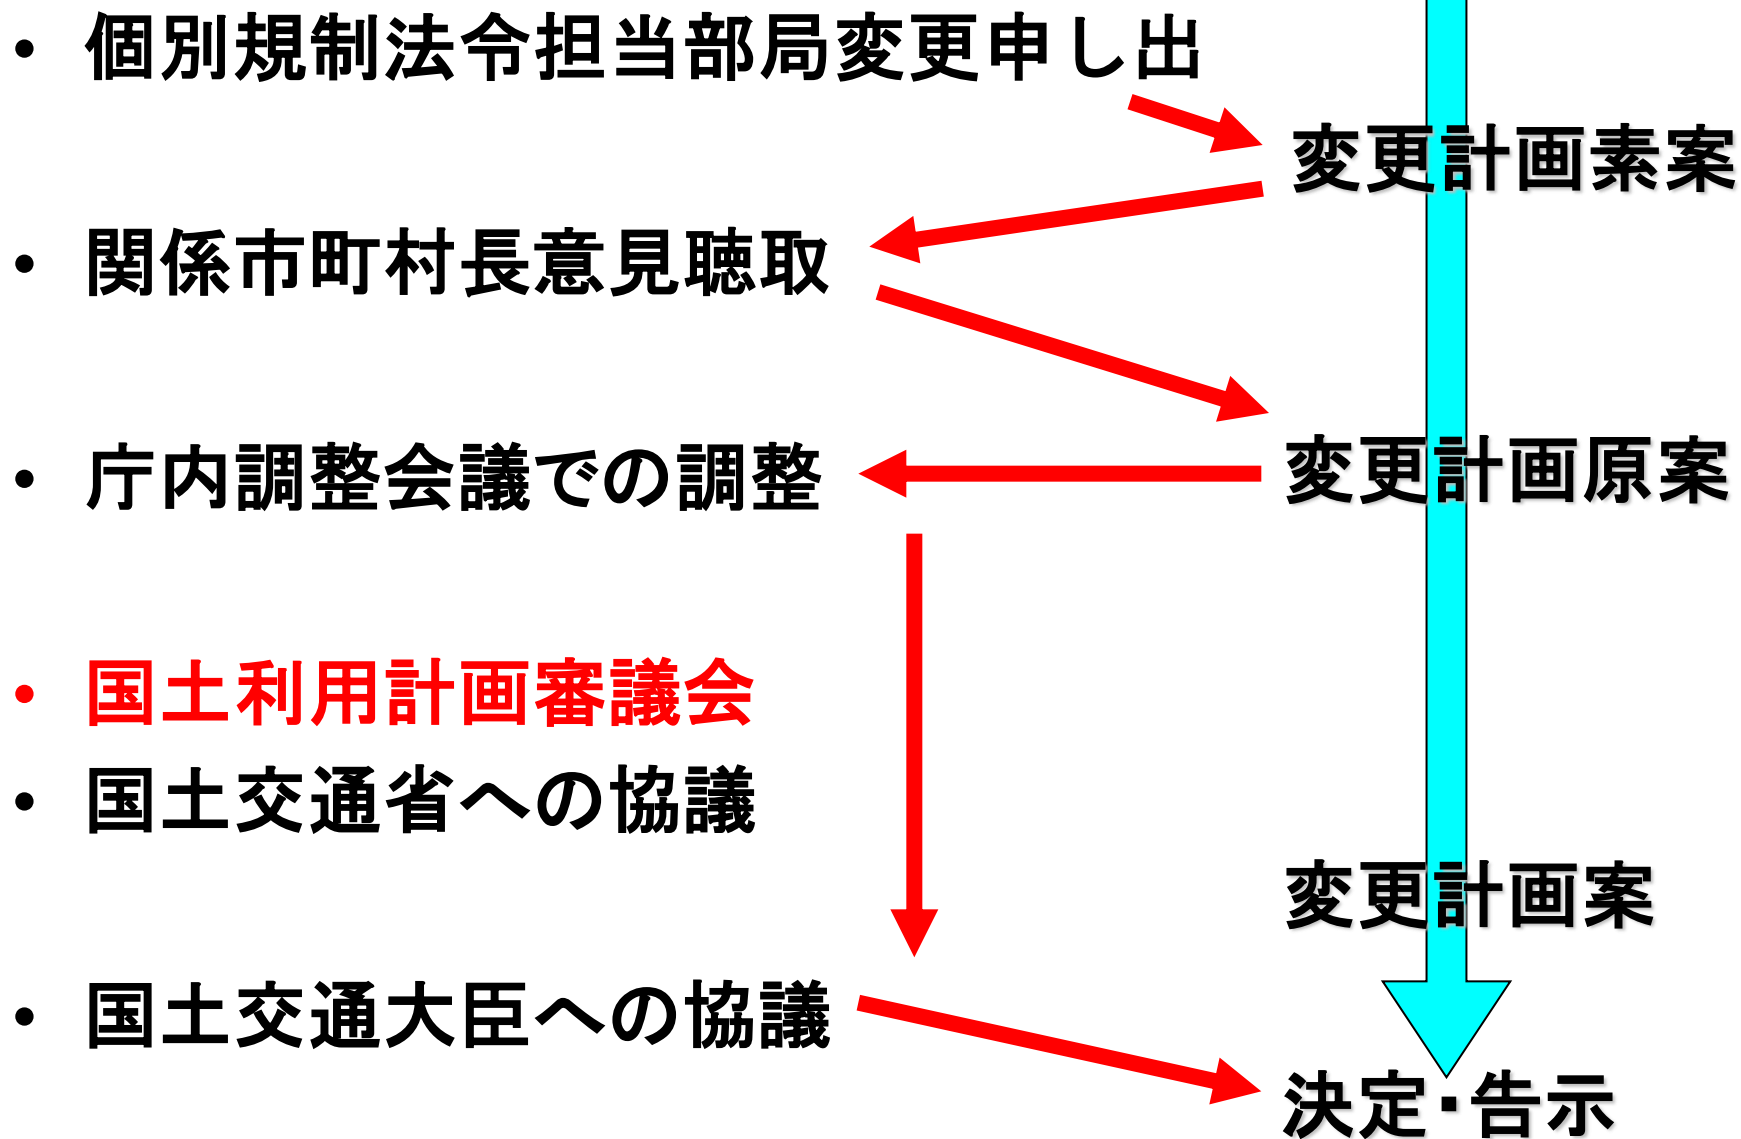 • 個別規制法令担当部局変更申し出
変更計画素案
• 関係市町村長意見聴取
変更計画原案
• 庁内調整会議での調整
• 国土利用計画審議会
• 国土交通省への協議
変更計画案
• 国土交通大臣への協議
決定･告示